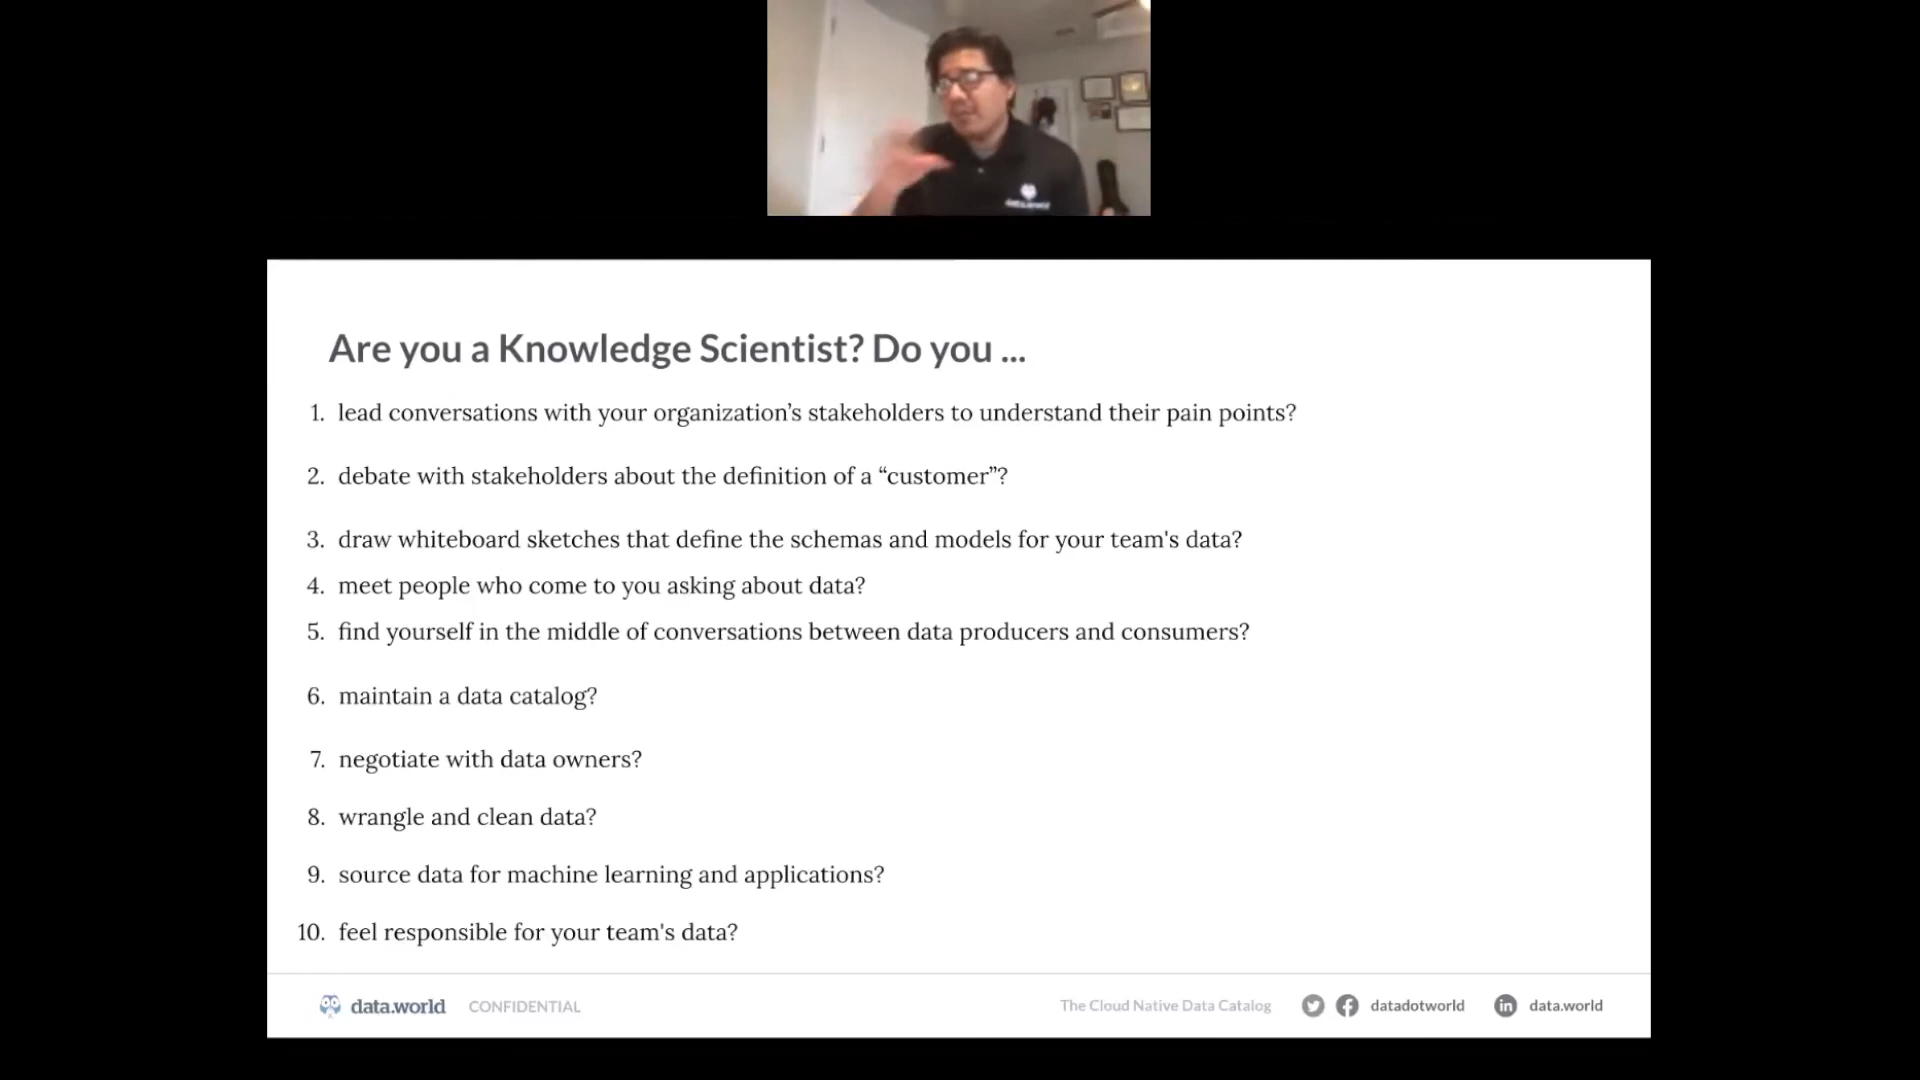 Are you a Knowledge Scientist? Do you ...
1. lead conversations with your organization’s stakeholders to understand their pain points?
2. debate with stakeholders about the definition of a “customer”?
3. draw whiteboard sketches that define the schemas and models for your team's data?
4. meet people who come to you asking about data?
5. find yourself in the middle of conversations between data producers and consumers?
6. maintain a data catalog?
7. negotiate with data owners?
8. wrangle and clean data?
9. source data for machine learning and applications?
10. feel responsible for your team's data?
data.world CONFIDENTIAL The Cloud Native Data Catalog datadotworld in data.world